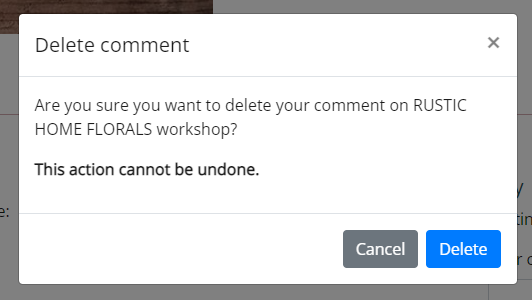 Delete comment ×
Are you sure you want to delete your comment on RUSTIC
HOME FLORALS workshop?
This action cannot be undone.
Cancel Delete